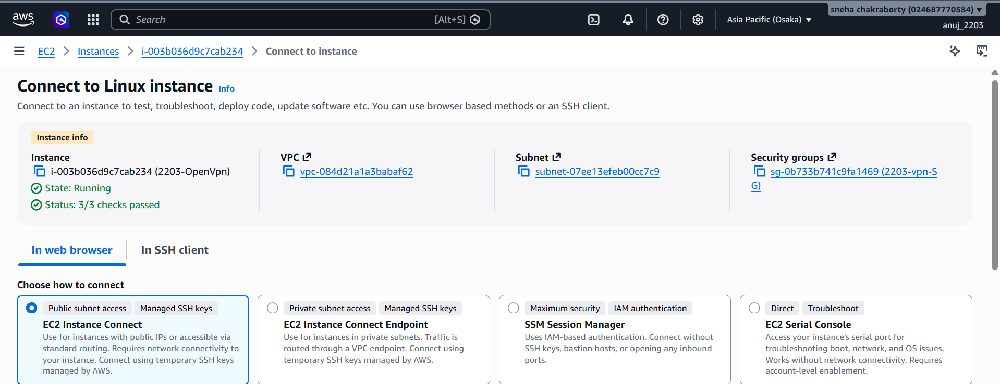 aws
Search
[Alt+S]
Asia Pacific (Osaka) ▼
sneha chakraborty (024687770584) ▼
anuj_2203
EC2 > Instances > i-003b036d9c7cab234 > Connect to instance
Connect to Linux instance Info
Connect to an instance to test, troubleshoot, deploy code, update software etc. You can use browser based methods or an SSH client.
Instance info
Instance
i-003b036d9c7cab234 (2203-OpenVpn)
State: Running
Status: 3/3 checks passed
VPC
vpc-084d21a1a3babaf62
Subnet
subnet-07ee13efeb00cc7c9
Security groups
sg-0b733b741c9fa1469 (2203-vpn-S
G)
In web browser
In SSH client
Choose how to connect
Public subnet access Managed SSH keys
EC2 Instance Connect
Use for instances with public IPs or accessible via
standard routing. Requires network connectivity to
your instance. Connect using temporary SSH keys
managed by AWS.
Private subnet access Managed SSH keys
EC2 Instance Connect Endpoint
Use for instances in private subnets. Traffic is
routed through a VPC endpoint. Connect using
temporary SSH keys managed by AWS.
Maximum security IAM authentication
SSM Session Manager
Uses IAM-based authentication. Connect without
SSH keys, bastion hosts, or opening any inbound
ports.
Direct Troubleshoot
EC2 Serial Console
Access your instance's serial port for
troubleshooting boot, network, and OS issues.
Works without network connectivity. Requires
account-level enablement.